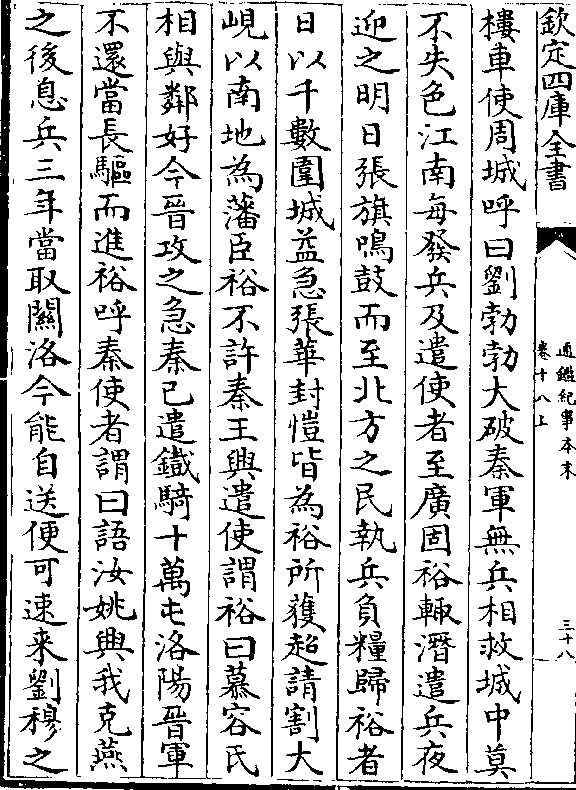 欽定四庫全書
通鑑紀事本末
卷十八上
三十八
樓車使周城呼曰劉勃勃大破秦軍無兵相救城中莫
不失色江南每發兵及遣使者至廣固裕輒潛遣兵夜
迎之明日張旗鳴鼓而至北方之民執兵負糧歸裕者
日以千數圍城益急張華封愷皆為裕所獲超請割大
峴以南地為藩臣裕不許秦王興遣使謂裕曰慕容氏
相與鄰好今晉攻之急秦已遣鐵騎十萬屯洛陽晉軍
不還當長驅而進裕呼秦使者謂曰語汝姚興我克燕
之後息兵三年當取關洛今能自送便可速来劉穆之